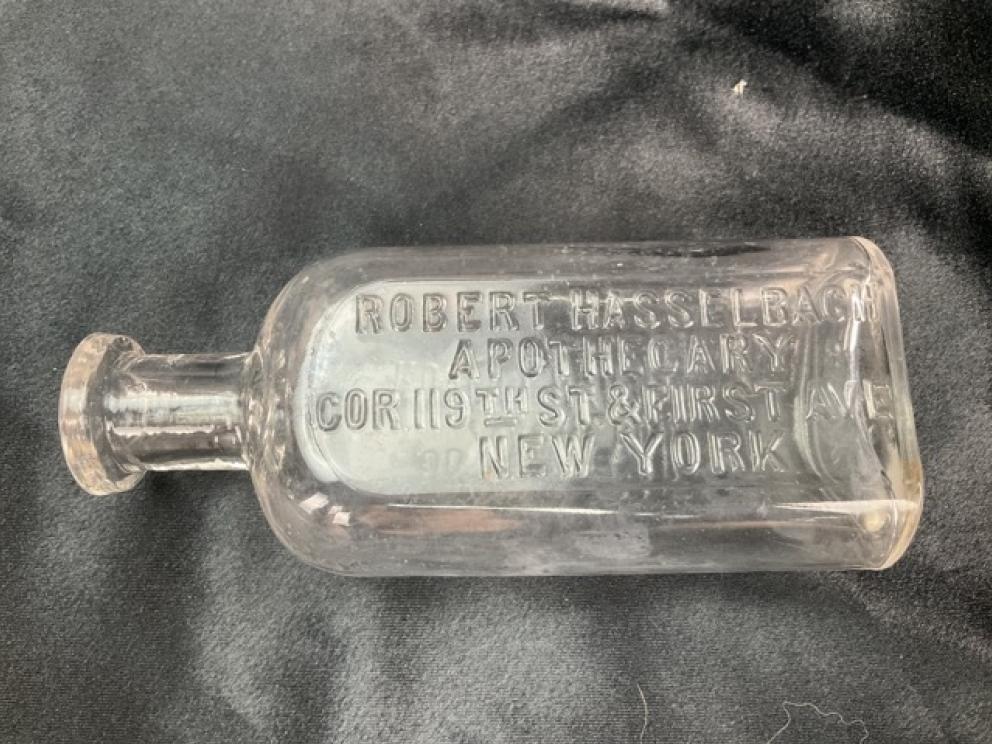 ROBERT HASSELBACH
APOTHECARY
COR 119TH ST. & FIRST AVE
NEW YORK